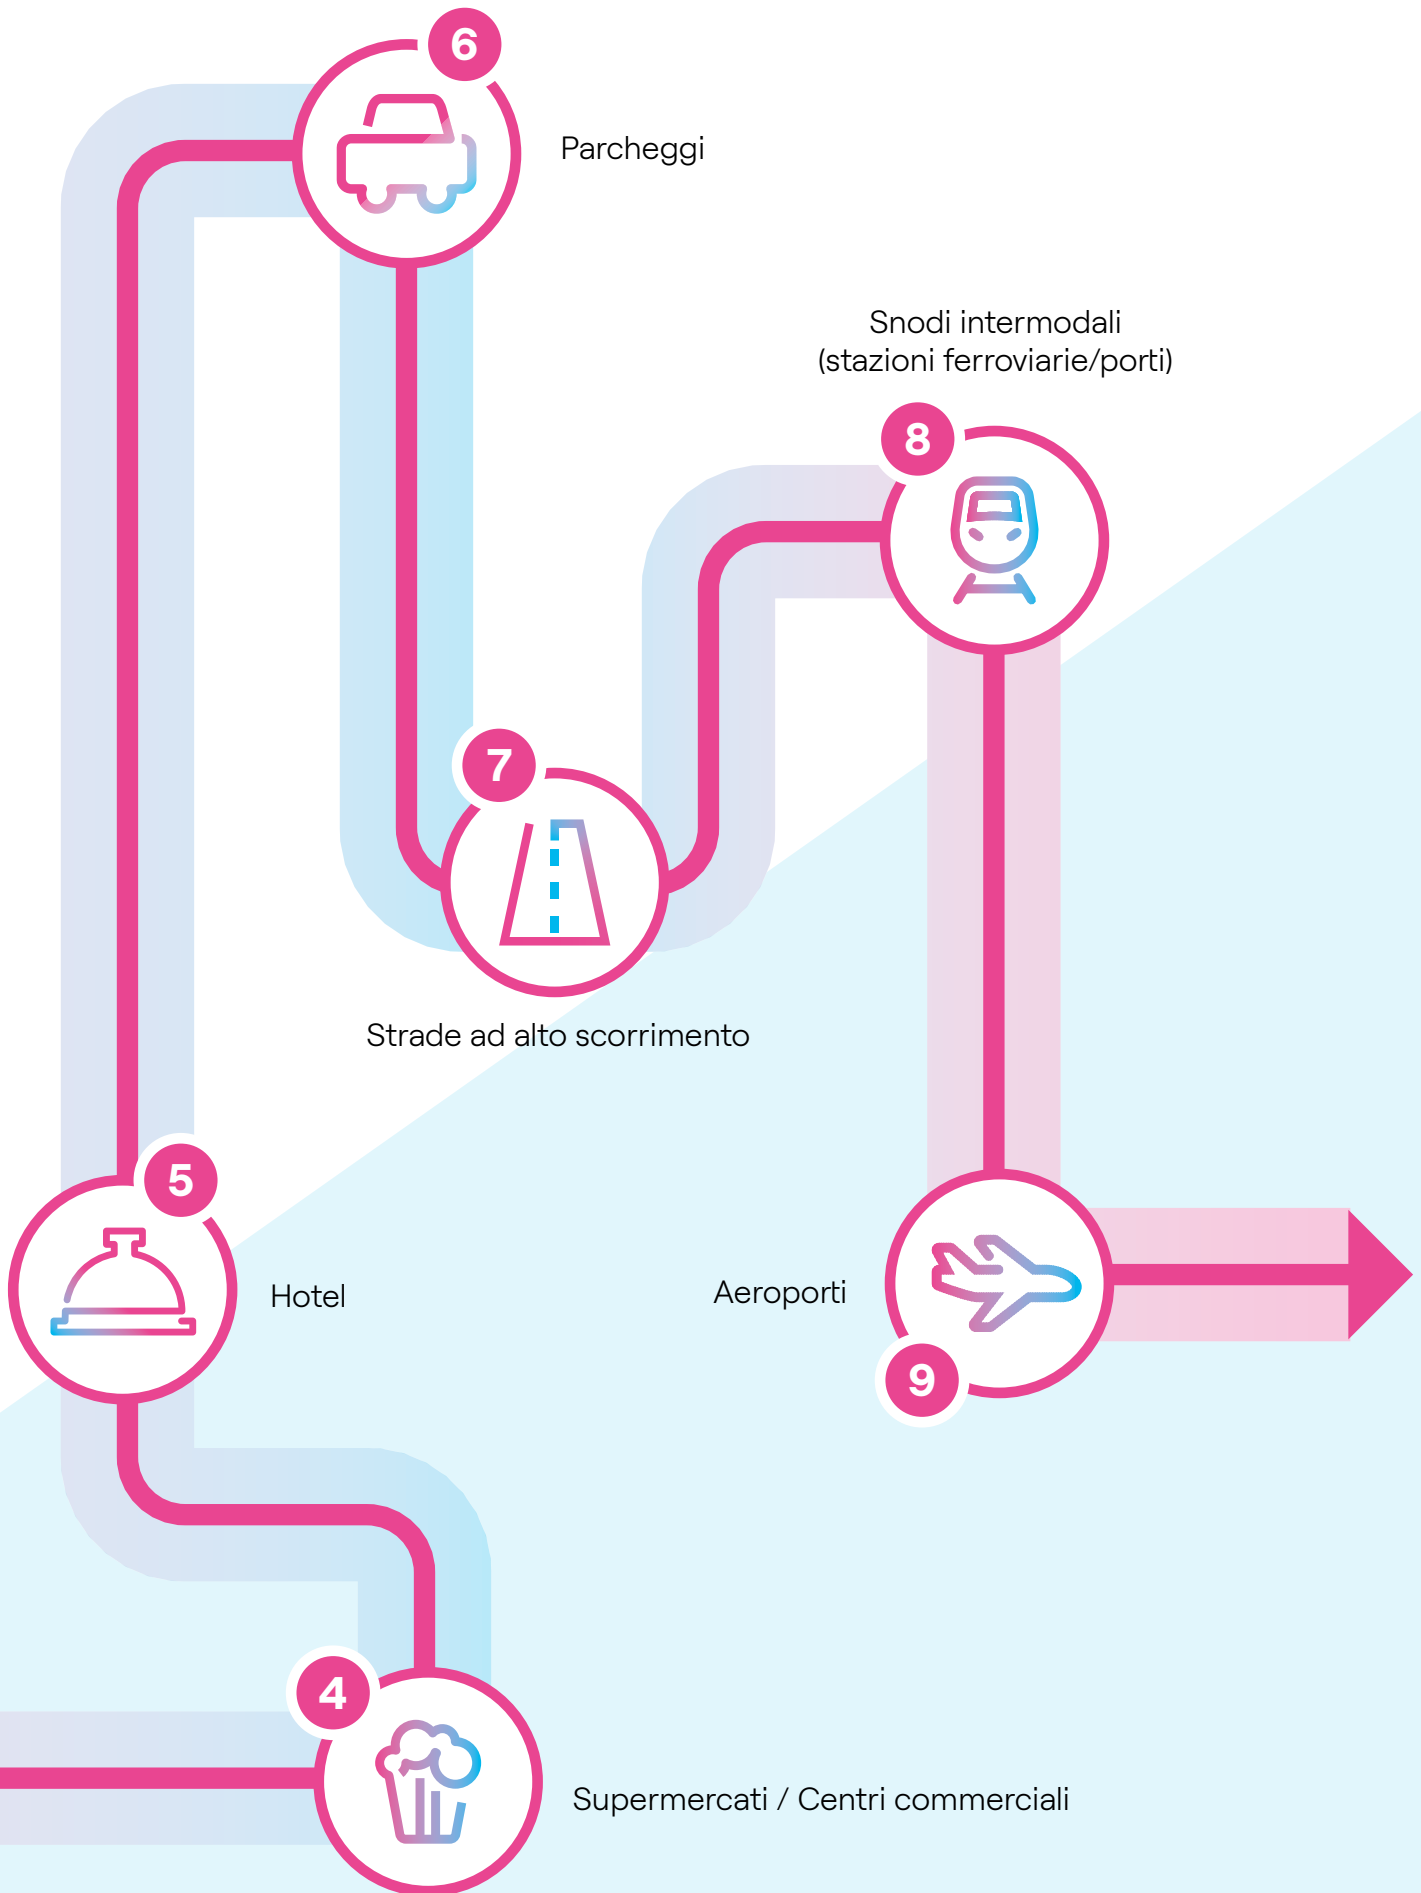 6
Parcheggi
Snodi intermodali
(stazioni ferroviarie/porti)
8
7
Strade ad alto scorrimento
5
Hotel
Aeroporti
9
4
Supermercati / Centri commerciali